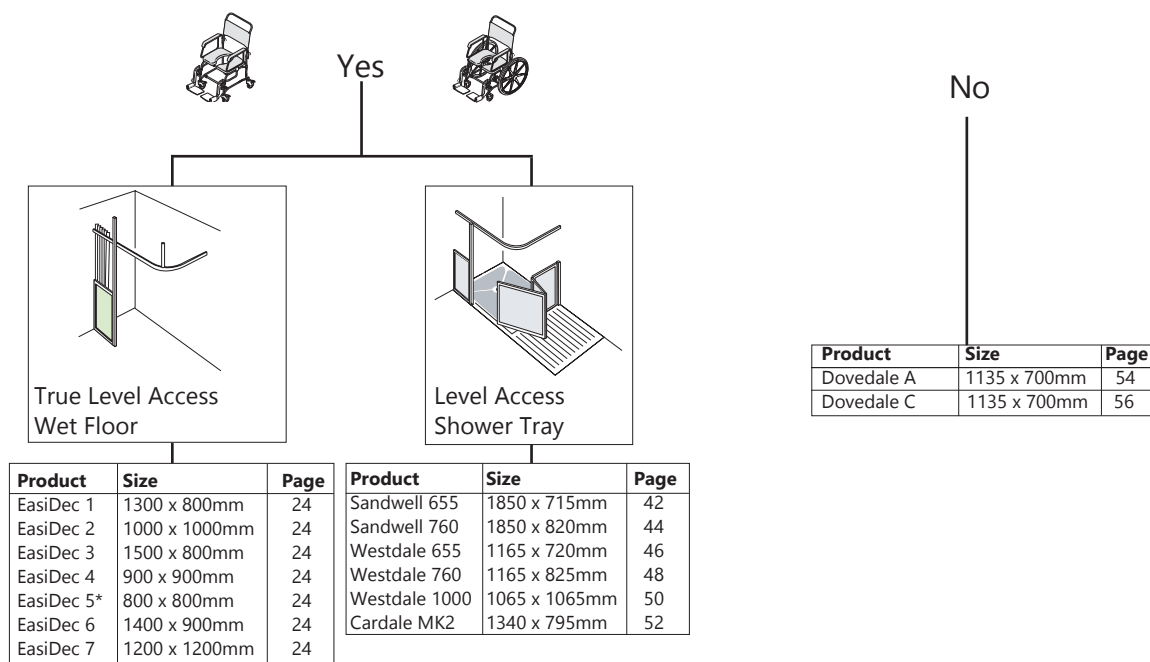 Yes
No
True Level Access
Wet Floor
Level Access
Shower Tray
Product Size Page
EasiDec 1 1300 x 800mm 24
EasiDec 2 1000 x 1000mm 24
EasiDec 3 1500 x 800mm 24
EasiDec 4 900 x 900mm 24
EasiDec 5* 800 x 800mm 24
EasiDec 6 1400 x 900mm 24
EasiDec 7 1200 x 1200mm 24
Product Size Page
Sandwell 655 1850 x 715mm 42
Sandwell 760 1850 x 820mm 44
Westdale 655 1165 x 720mm 46
Westdale 760 1165 x 825mm 48
Westdale 1000 1065 x 1065mm 50
Cardale MK2 1340 x 795mm 52
Product Size Page
Dovedale A 1135 x 700mm 54
Dovedale C 1135 x 700mm 56